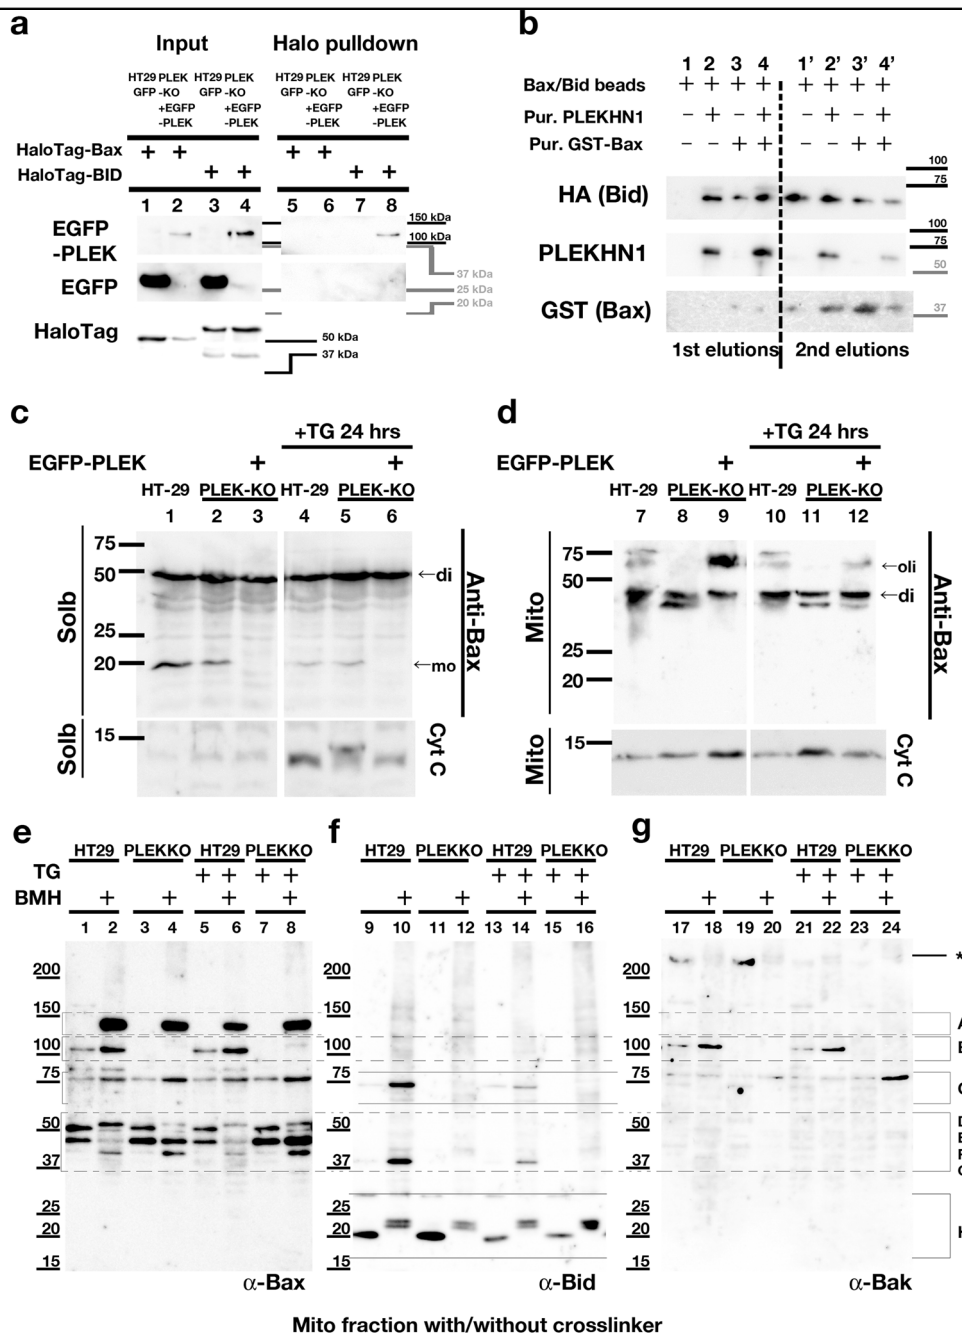 a
Input
Halo pulldown
HT29 PLEK HT29 PLEK HT29 PLEK HT29 PLEK
GFP -KO GFP -KO GFP -KO GFP -KO
+EGFP +EGFP +EGFP +EGFP
-PLEK -PLEK -PLEK -PLEK
HaloTag-Bax + + + +
HaloTag-BID + + + +
1 2 3 4 5 6 7 8
EGFP
-PLEK
EGFP
HaloTag
150 kDa
100 kDa
37 kDa
25 kDa
20 kDa
50 kDa
37 kDa
b
1 2 3 4 1’ 2’ 3’ 4’
Bax/Bid beads + + + + + + + +
Pur. PLEKHN1 - + - + - + - +
Pur. GST-Bax - - + + - - + +
HA (Bid)
100
75
PLEKHN1
100
75
50
GST (Bax)
37
1st elutions
2nd elutions
c
+TG 24 hrs
EGFP-PLEK + +
HT-29 PLEK-KO HT-29 PLEK-KO
1 2 3 4 5 6
75
50
25
20
Solb
←di
←mo
Anti-Bax
15
Solb
Cyt C
d
+TG 24 hrs
EGFP-PLEK + +
HT-29 PLEK-KO HT-29 PLEK-KO
7 8 9 10 11 12
75
50
25
20
Mito
←oli
←di
Anti-Bax
15
Mito
Cyt C
e
HT29 PLEKKO HT29 PLEKKO
TG + + + +
BMH + + + +
1 2 3 4 5 6 7 8
200
150
100
75
50
37
25
20
15
α-Bax
f
HT29 PLEKKO HT29 PLEKKO
+ + + +
+ + + +
9 10 11 12 13 14 15 16
200
150
100
75
50
37
25
20
15
α-Bid
g
HT29 PLEKKO HT29 PLEKKO
+ + + +
+ + + +
17 18 19 20 21 22 23 24
200
150
100
75
50
37
25
20
15
*
α-Bak
Mito fraction with/without crosslinker